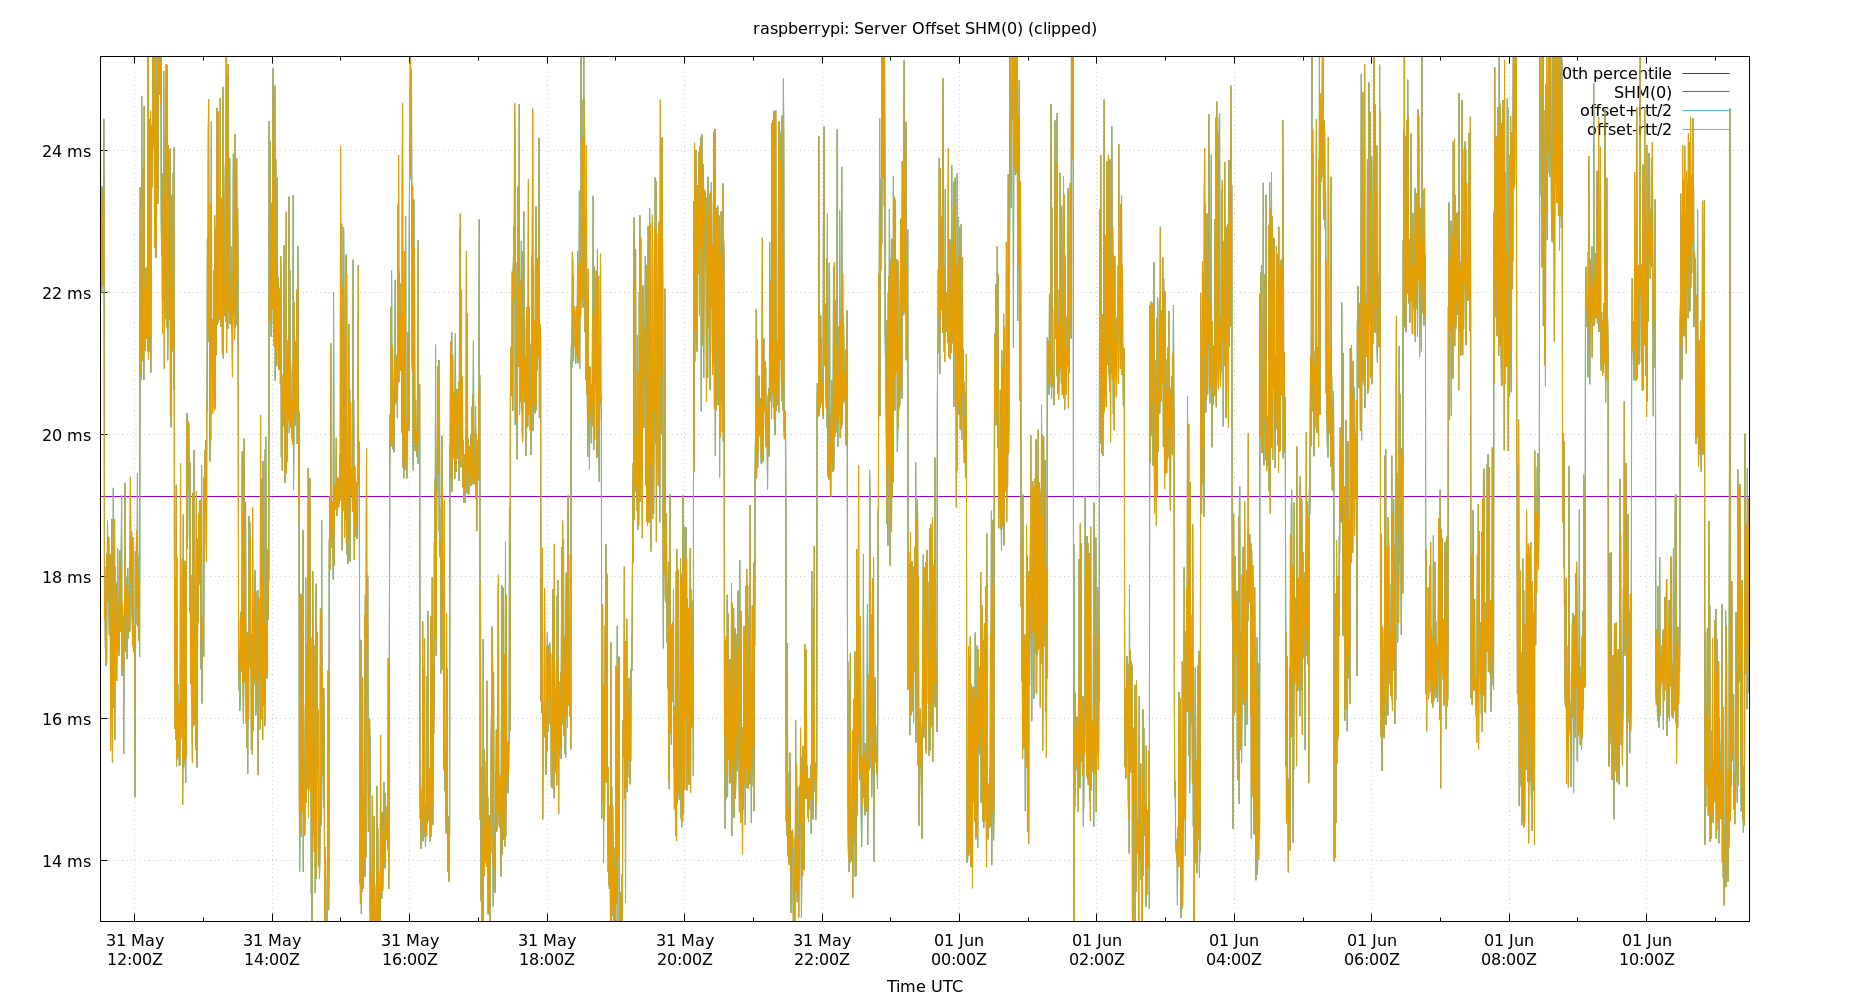 raspberrypi: Server Offset SHM(0) (clipped)
0th percentile
SHM(0)
offset+rtt/2
offset-rtt/2
24 ms
22 ms
20 ms
18 ms
16 ms
14 ms
31 May 31 May 31 May 31 May 31 May 31 May 01 Jun 01 Jun 01 Jun 01 Jun 01 Jun 01 Jun
12:00Z 14:00Z 16:00Z 18:00Z 20:00Z 22:00Z 00:00Z 02:00Z 04:00Z 06:00Z 08:00Z 10:00Z
Time UTC